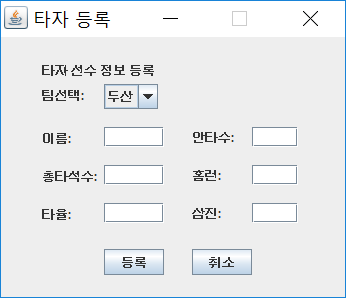 타자 등록
타자 선수 정보 등록
팀선택: 두산
이름: 안타수:
총타석수: 홈런:
타율: 삼진:
등록 취소